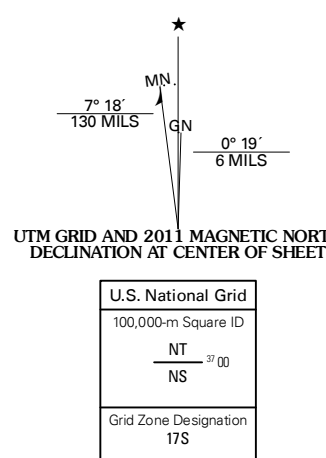 ★
MN.
7° 18´
130 MILS
GN
0° 19´
6 MILS
UTM GRID AND 2011 MAGNETIC NORT
DECLINATION AT CENTER OF SHEET
U.S. National Grid
100,000-m Square ID
NT
37 00
NS
Grid Zone Designation
17S